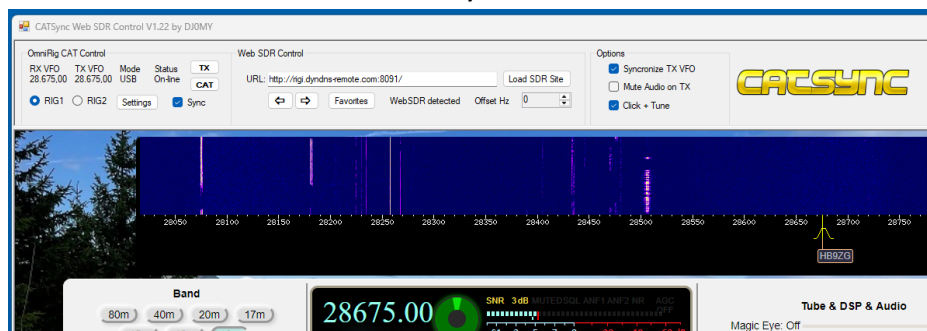 CATSync Web SDR Control V1.22 by DJ0MY
OmniRig CAT Control
RX VFO TX VFO Mode Status TX
28.675,00 28.675,00 USB On-line CAT
RIG1 RIG2 Settings Sync
Web SDR Control
URL: http://rigi.dyndns-remote.com:8091/ Load SDR Site
Favorites WebSDR detected Offset Hz 0
Options
Syncronize TX VFO
Mute Audio on TX
Click + Tune
CATSYNC
28050 28100 28150 28200 28250 28300 28350 28400 28450 28500 28550 28600 28650 28700 28750
HB9ZG
Band
80m 40m 20m 17m
28675.00
SNR 3dB MUTED SQL ANF1 ANF2 NR AGC
OFF
Tube & DSP & Audio
Magic Eye: Off